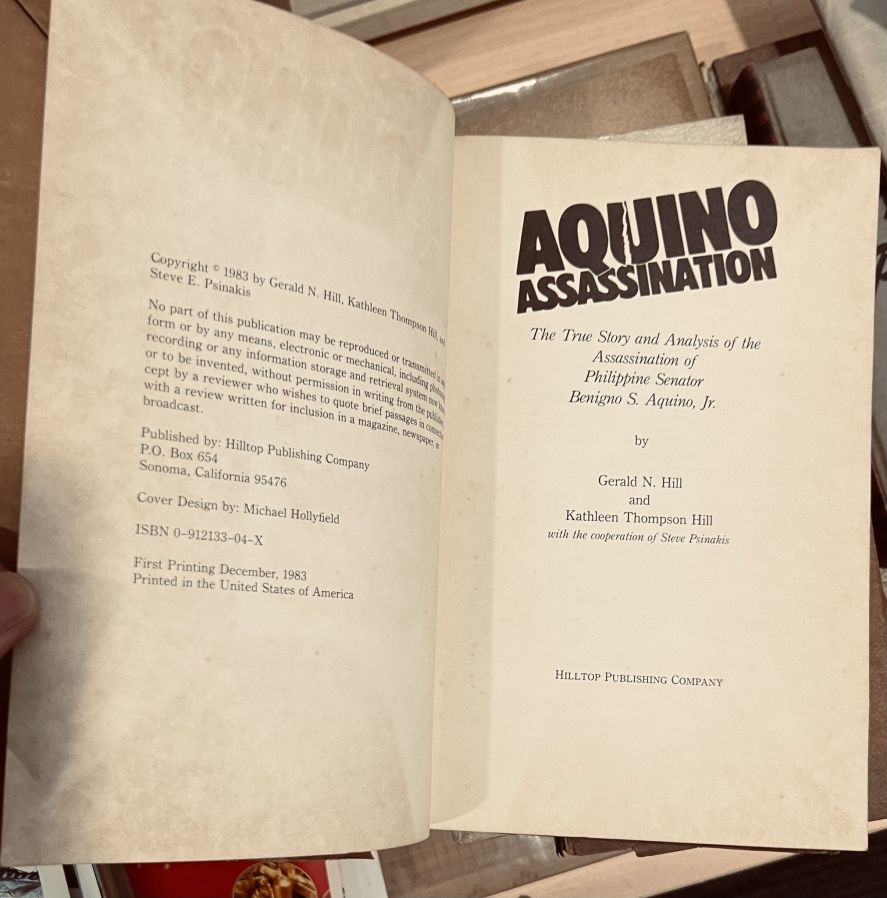 Copyright © 1983 by Gerald N. Hill, Kathleen Thompson Hill, and
Steve E. Psinakis
No part of this publication may be reproduced or transmitted in any
form or by any means, electronic or mechanical, including
recording or any information storage and retrieval system now
or to be invented, without permission in writing from the publisher,
cept by a reviewer who wishes to quote brief passages in
with a review written for inclusion in a magazine, newspaper, or
broadcast.
Published by: Hilltop Publishing Company
P.O. Box 654
Sonoma, California 95476
Cover Design by: Michael Hollyfield
ISBN 0-912133-04-X
First Printing December, 1983
Printed in the United States of America
AQUINO
ASSASSINATION
The True Story and Analysis of the
Assassination of
Philippine Senator
Benigno S. Aquino, Jr.
by
Gerald N. Hill
and
Kathleen Thompson Hill
with the cooperation of Steve Psinakis
HILLTOP PUBLISHING COMPANY